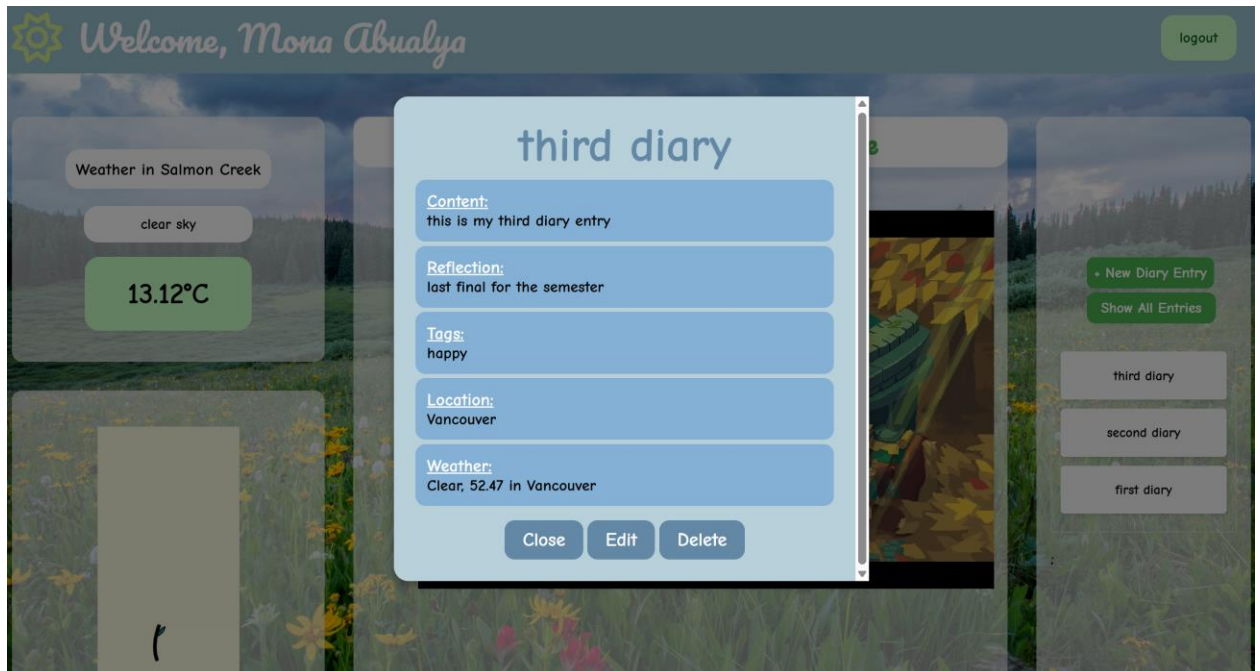 Welcome, Mona Abualya
logout
Weather in Salmon Creek
clear sky
13.12°C
third diary
Content:
this is my third diary entry
Reflection:
last final for the semester
Tags:
happy
Location:
Vancouver
Weather:
Clear, 52.47 in Vancouver
Close
Edit
Delete
+ New Diary Entry
Show All Entries
third diary
second diary
first diary